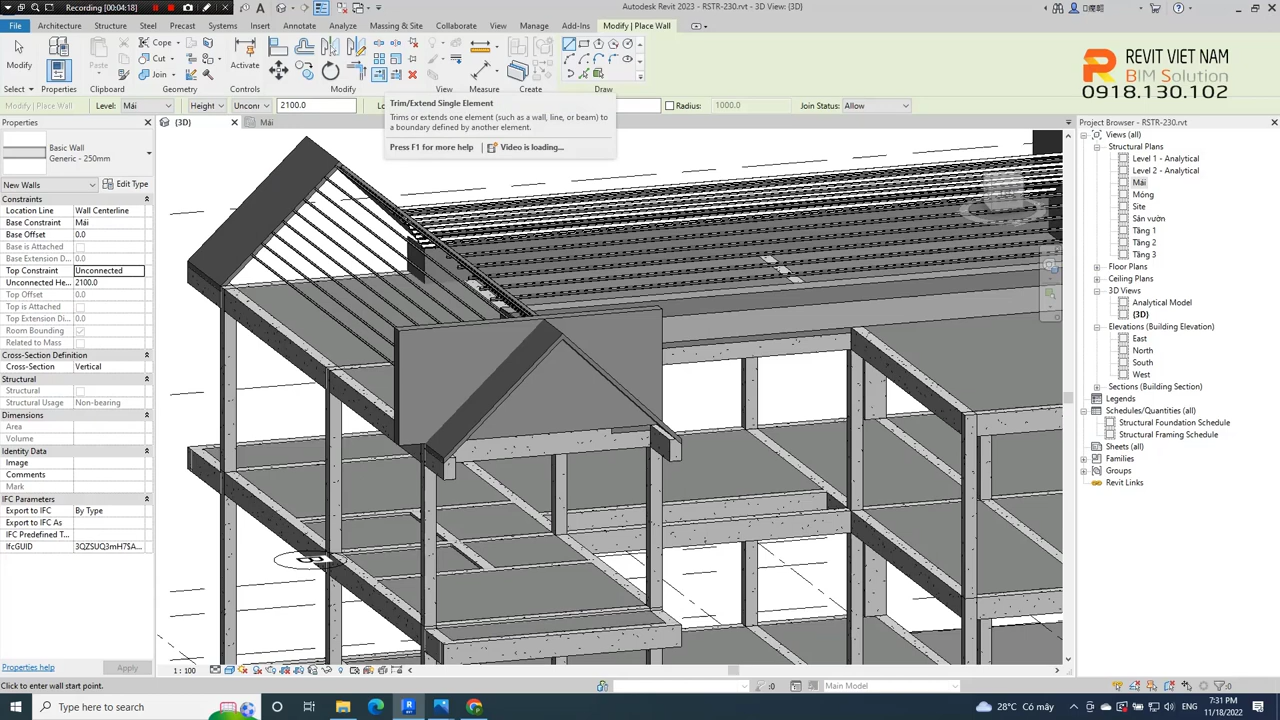 Recording [00:04:18]
Autodesk Revit 2023 - RSTR-230.rvt - 3D View: {3D}
File Architecture Structure Steel Precast Systems Insert Annotate Analyze Massing & Site Collaborate View Manage Add-Ins Modify | Place Wall
Modify Paste Cope Cut Join Activate
Select Properties Clipboard Geometry Controls Modify View Measure Create Draw
REVIT VIET NAM
BIM Solution
0918.130.102
Modify | Place Wall Level: Mái Height Uncon 2100.0 Radius: 1000.0 Join Status: Allow
Trim/Extend Single Element
Trims or extends one element (such as a wall, line, or beam) to
a boundary defined by another element.
Press F1 for more help Video is loading...
Properties
{3D} Mái
Basic Wall
Generic - 250mm
New Walls Edit Type
Constraints
Location Line Wall Centerline
Base Constraint Mái
Base Offset 0.0
Base is Attached
Base Extension Di... 0.0
Top Constraint Unconnected
Unconnected He... 2100.0
Top Offset 0.0
Top is Attached
Top Extension Di... 0.0
Room Bounding
Related to Mass
Cross-Section Definition
Cross-Section Vertical
Structural
Structural
Structural Usage Non-bearing
Dimensions
Area
Volume
Identity Data
Image
Comments
Mark
IFC Parameters
Export to IFC By Type
Export to IFC As
IFC Predefined T...
IfcGUID 3QZSUQ3mH7$A...
Properties help Apply
B
Project Browser - RSTR-230.rvt
Views (all)
Structural Plans
Level 1 - Analytical
Level 2 - Analytical
Mái
Móng
Site
Sân vườn
Tầng 1
Tầng 2
Tầng 3
Floor Plans
Ceiling Plans
3D Views
Analytical Model
{3D}
Elevations (Building Elevation)
East
North
South
West
Sections (Building Section)
Legends
Schedules/Quantities (all)
Structural Foundation Schedule
Structural Framing Schedule
Sheets (all)
Families
Groups
Revit Links
1 : 100
Click to enter wall start point.
:0 Main Model :0
Type here to search
28°C Có mây
7:31 PM
11/18/2022